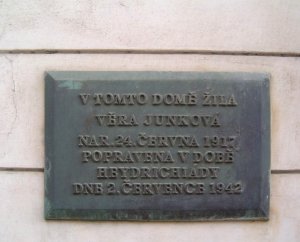 V TOMTO DOMĚ ŽILA
VĚRA JUNKOVÁ
NAR. 24. ČERVNA 1917
POPRAVENA V DOBĚ
HEYDRICHIÁDY
DNE 2. ČERVENCE 1942